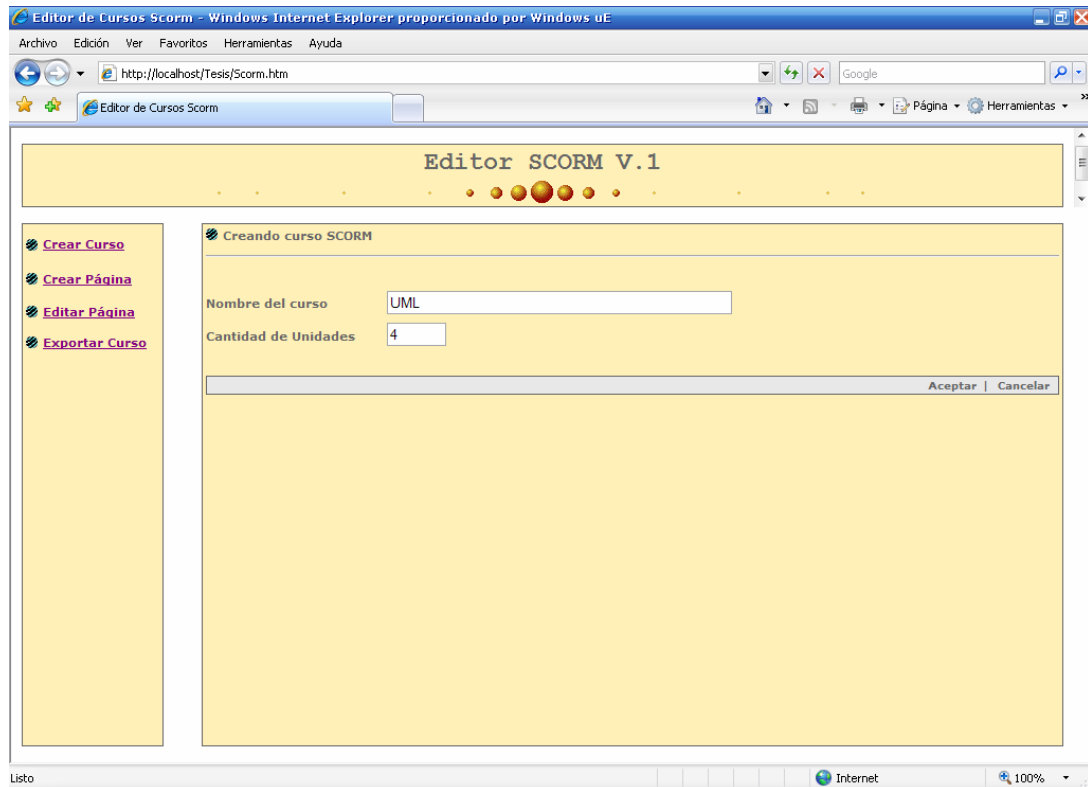 Editor de Cursos Scorm - Windows Internet Explorer proporcionado por Windows uE
Archivo Edición Ver Favoritos Herramientas Ayuda
http://localhost/Tesis/Scorm.htm
Google
Editor de Cursos Scorm
Página
Herramientas
Editor SCORM V.1
Crear Curso
Crear Página
Editar Página
Exportar Curso
Creando curso SCORM
Nombre del curso UML
Cantidad de Unidades 4
Aceptar | Cancelar
Listo
Internet
100%